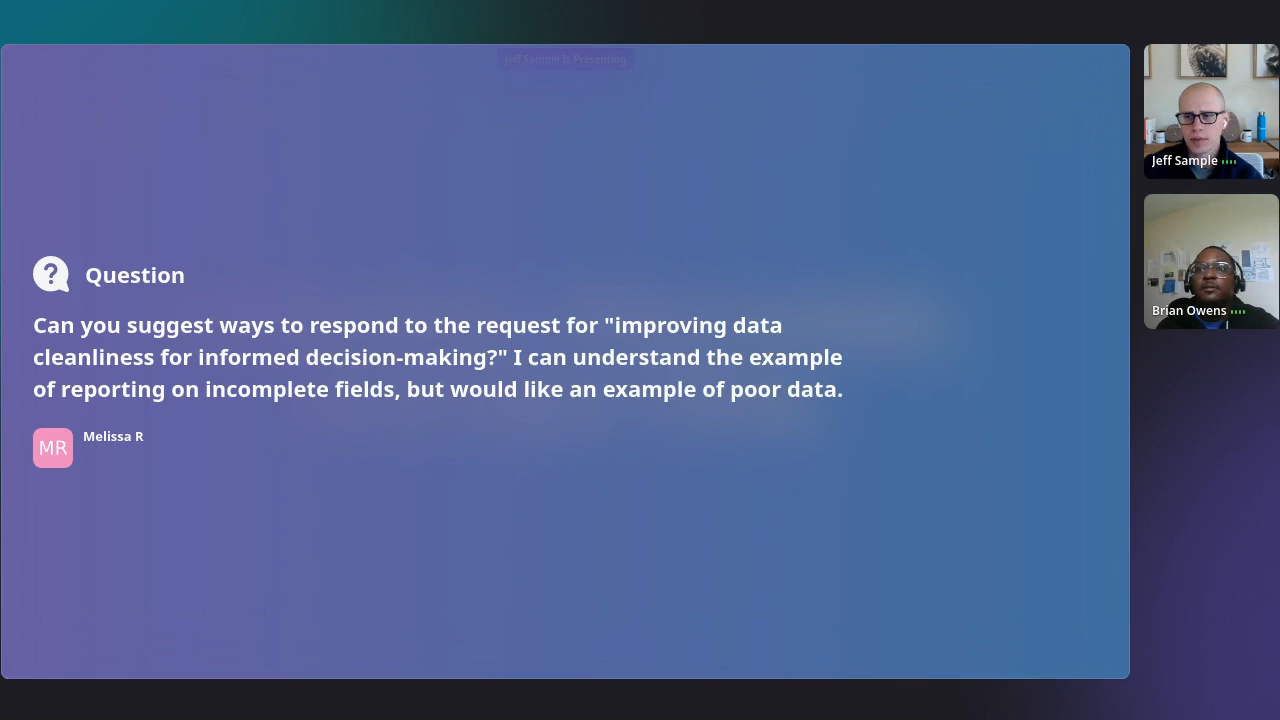 Jeff Sample Is Presenting
Question
Can you suggest ways to respond to the request for "improving data
cleanliness for informed decision-making?" I can understand the example
of reporting on incomplete fields, but would like an example of poor data.
MR
Melissa R
Jeff Sample
Brian Owens